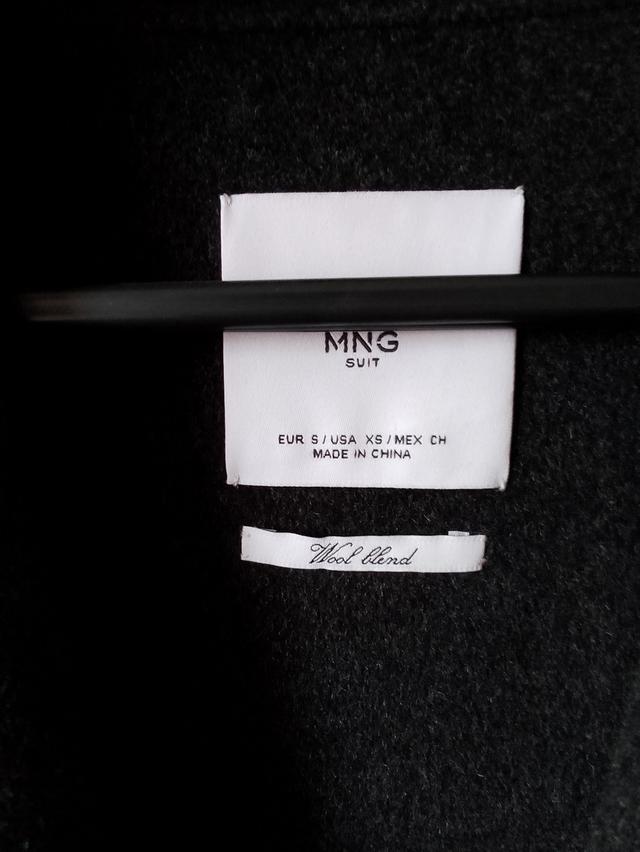 MNG
SUIT
EUR S / USA XS / MEX CH
MADE IN CHINA
Wool blend